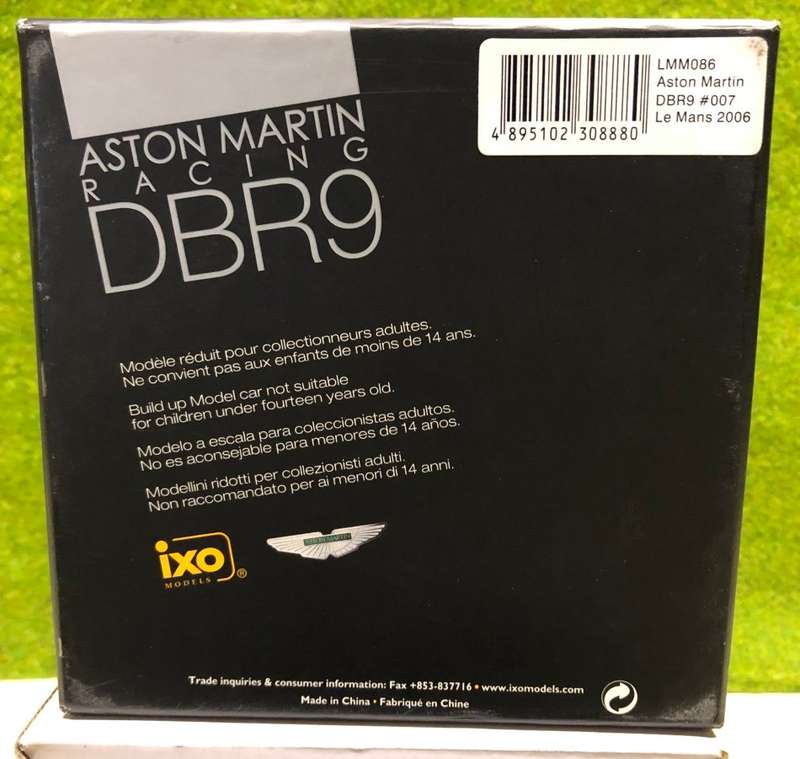 LMM086
Aston Martin
DBR9 #007
Le Mans 2006
4 895102 308880
ASTON MARTIN
RACING
DBR9
Modèle réduit pour collectionneurs adultes.
Ne convient pas aux enfants de moins de 14 ans.
Build up Model car not suitable
for children under fourteen years old.
Modelo a escala para coleccionistas adultos.
No es aconsejable para menores de 14 años.
Modellini ridotti per collezionisti adulti.
Non raccomandato per ai menori di 14 anni.
ixo
MODELS
®
ASTON MARTIN
Trade inquiries & consumer information: Fax +853-837716 • www.ixomodels.com
Made in China • Fabriqué en Chine